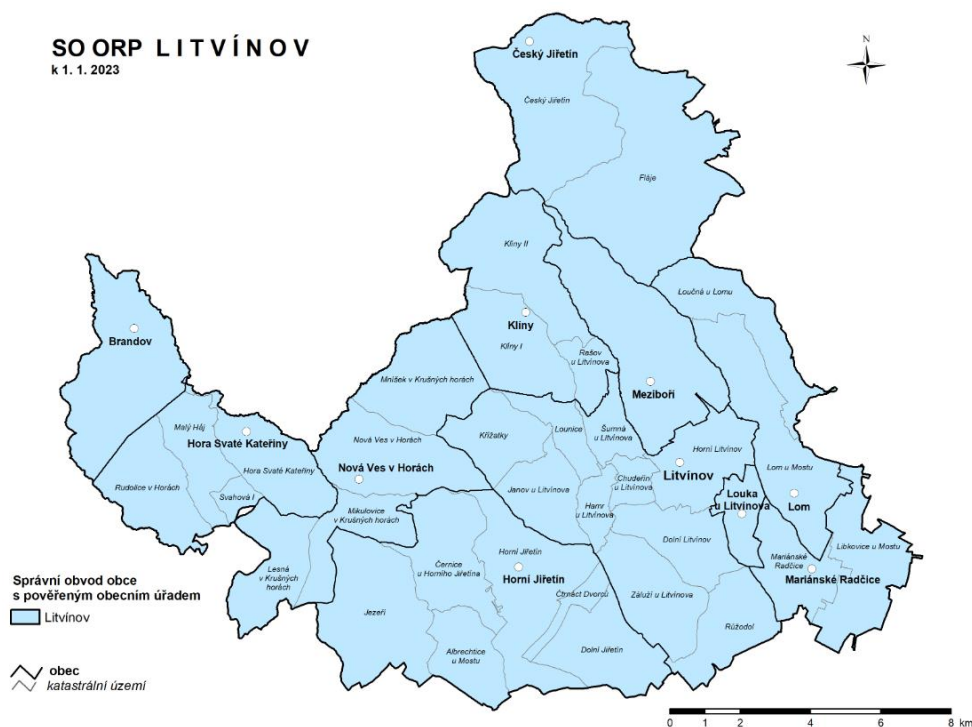 SO ORP LITVÍNOV
k 1. 1. 2023
N
Český Jiřetín
Český Jiřetín
Fláje
Klíny II
Loučná u Lomu
Klíny
Klíny I
Rašov
u Litvínova
Brandov
Mníšek v Krušných horách
Meziboří
Malý Háj
Hora Svaté Kateřiny
Hora Svaté Kateřiny
Rudolice v Horách
Svahová I
Nová Ves v Horách
Nová Ves v Horách
Křížatky
Lounice
Šumná
u Litvínova
Horní Litvínov
Litvínov
Chudeřín
u Litvínova
Janov u Litvínova
Hamr
u Litvínova
Louka
u Litvínova
Lom u Mostu
Lom
Mikulovice
v Krušných horách
Dolní Litvínov
Libkovice u Mostu
Lesná
v Krušných
horách
Černice
u Horního Jiřetína
Horní Jiřetín
Horní Jiřetín
Mariánské
Radčice
Mariánské Radčice
Čtrnáct Dvorců
Záluží u Litvínova
Jezeří
Růžodol
Albrechtice
u Mostu
Dolní Jiřetín
Správní obvod obce
s pověřeným obecním úřadem
Litvínov
obec
katastrální území
0 1 2 4 6 8 km